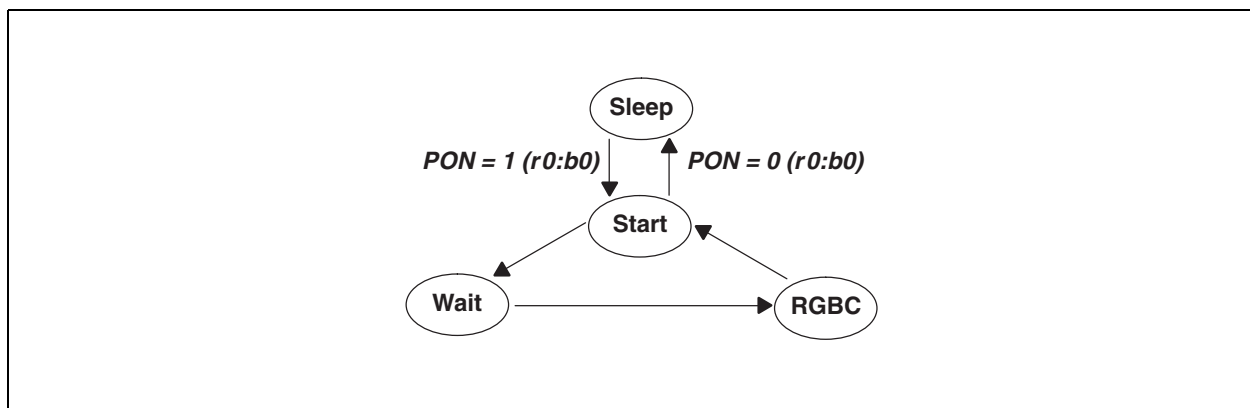 Sleep
PON = 1 (r0:b0)
PON = 0 (r0:b0)
Start
Wait
RGBC